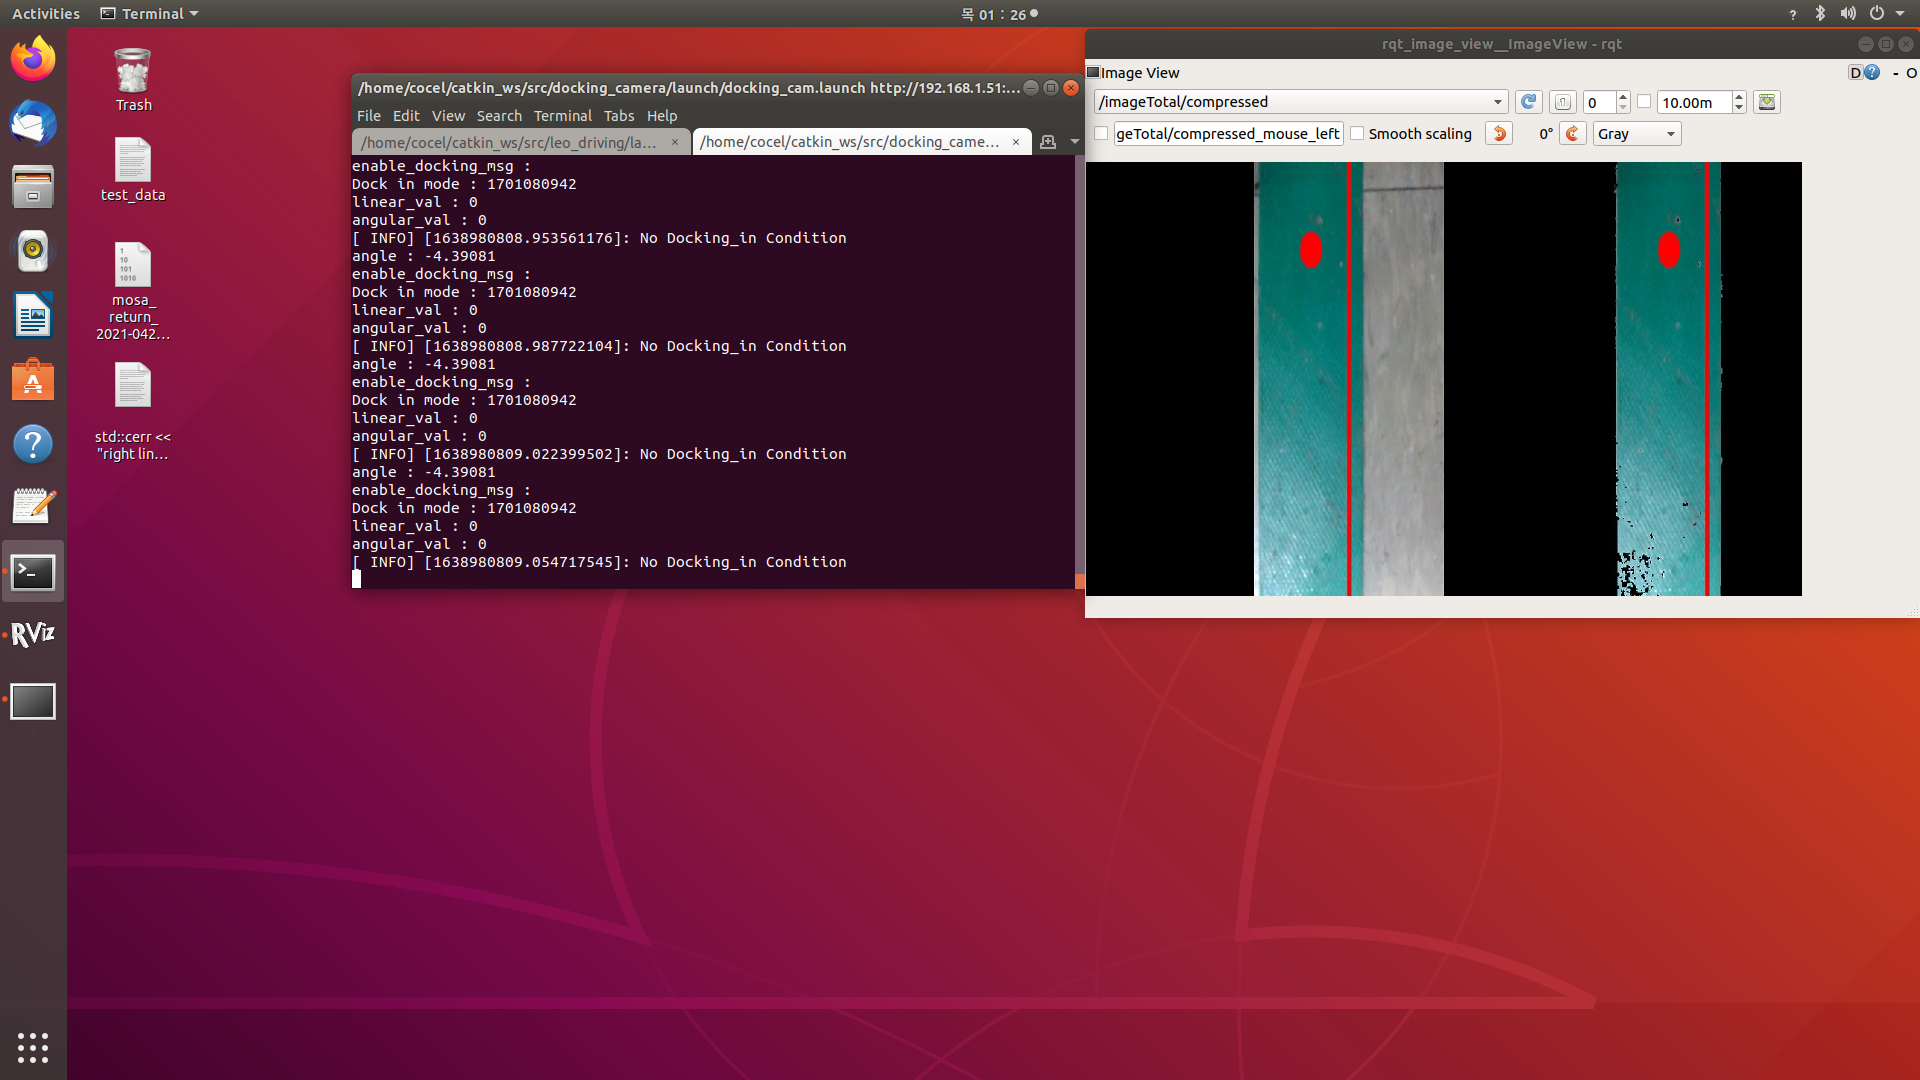 Activities
Terminal
목 01 : 26
?
Trash
test_data
1
10
101
1010
mosa_
return_
2021-042...
std::cerr <<
"right lin...
RViz
/home/cocel/catkin_ws/src/docking_camera/launch/docking_cam.launch http://192.168.1.51:...
File Edit View Search Terminal Tabs Help
/home/cocel/catkin_ws/src/leo_driving/la... ×
/home/cocel/catkin_ws/src/docking_came... ×
enable_docking_msg :
Dock in mode : 1701080942
linear_val : 0
angular_val : 0
[ INFO] [1638980808.953561176]: No Docking_in Condition
angle : -4.39081
enable_docking_msg :
Dock in mode : 1701080942
linear_val : 0
angular_val : 0
[ INFO] [1638980808.987722104]: No Docking_in Condition
angle : -4.39081
enable_docking_msg :
Dock in mode : 1701080942
linear_val : 0
angular_val : 0
[ INFO] [1638980809.022399502]: No Docking_in Condition
angle : -4.39081
enable_docking_msg :
Dock in mode : 1701080942
linear_val : 0
angular_val : 0
[ INFO] [1638980809.054717545]: No Docking_in Condition
rqt_image_view__ImageView - rqt
Image View
D ? - O
/imageTotal/compressed
0
10.00m
geTotal/compressed_mouse_left
Smooth scaling
0°
Gray